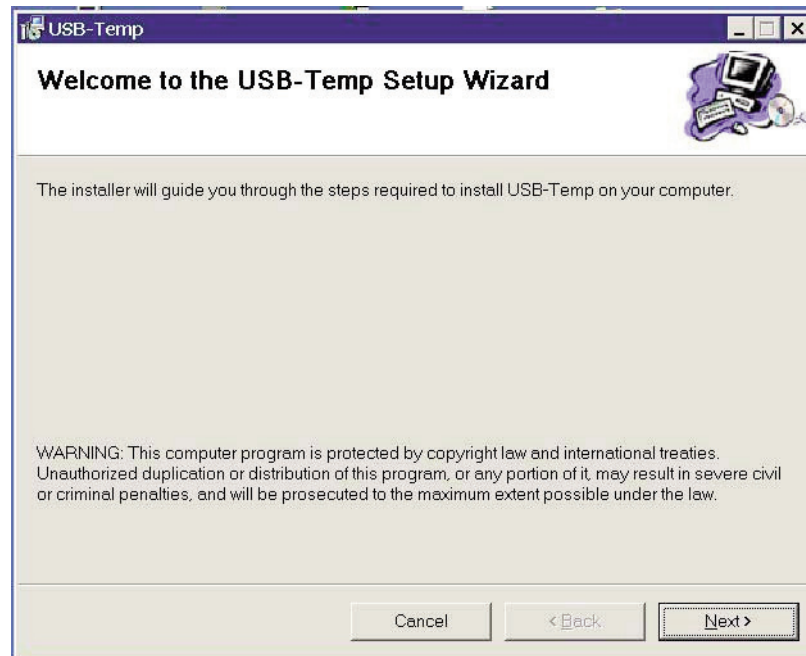 USB-Temp
Welcome to the USB-Temp Setup Wizard
The installer will guide you through the steps required to install USB-Temp on your computer.
WARNING: This computer program is protected by copyright law and international treaties.
Unauthorized duplication or distribution of this program, or any portion of it, may result in severe civil
or criminal penalties, and will be prosecuted to the maximum extent possible under the law.
Cancel
< Back
Next >